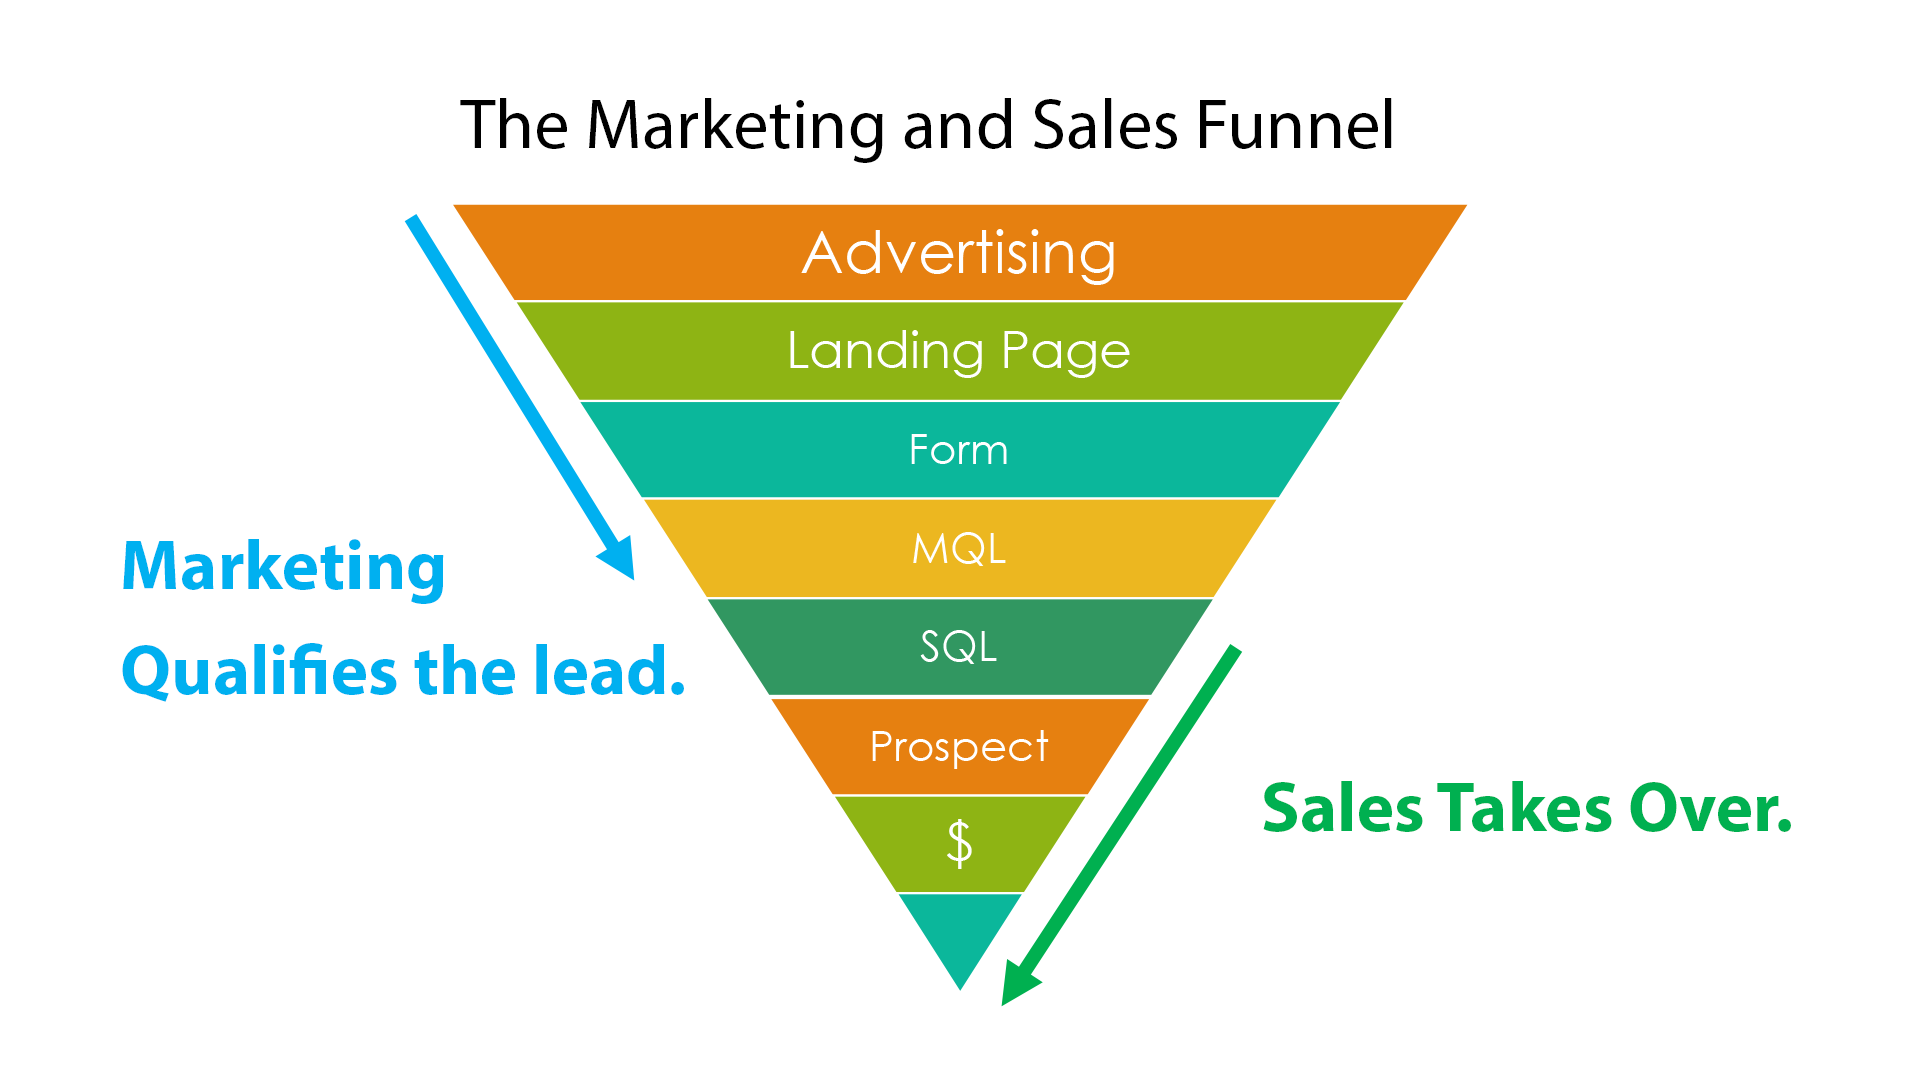 The Marketing and Sales Funnel
Advertising
Landing Page
Form
MQL
SQL
Prospect
$
Marketing
Qualifies the lead.
Sales Takes Over.